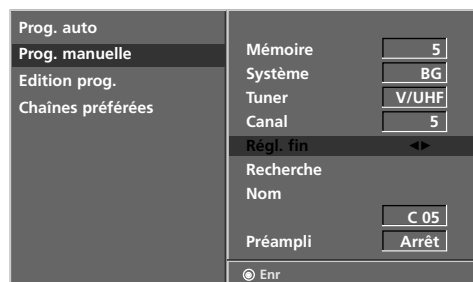 Prog. auto
Prog. manuelle
Edition prog.
Chaînes préférées
Mémoire 5
Système BG
Tuner V/UHF
Canal 5
Régl. fin ◀▶
Recherche
Nom
C 05
Préampli Arrêt
◉ Enr